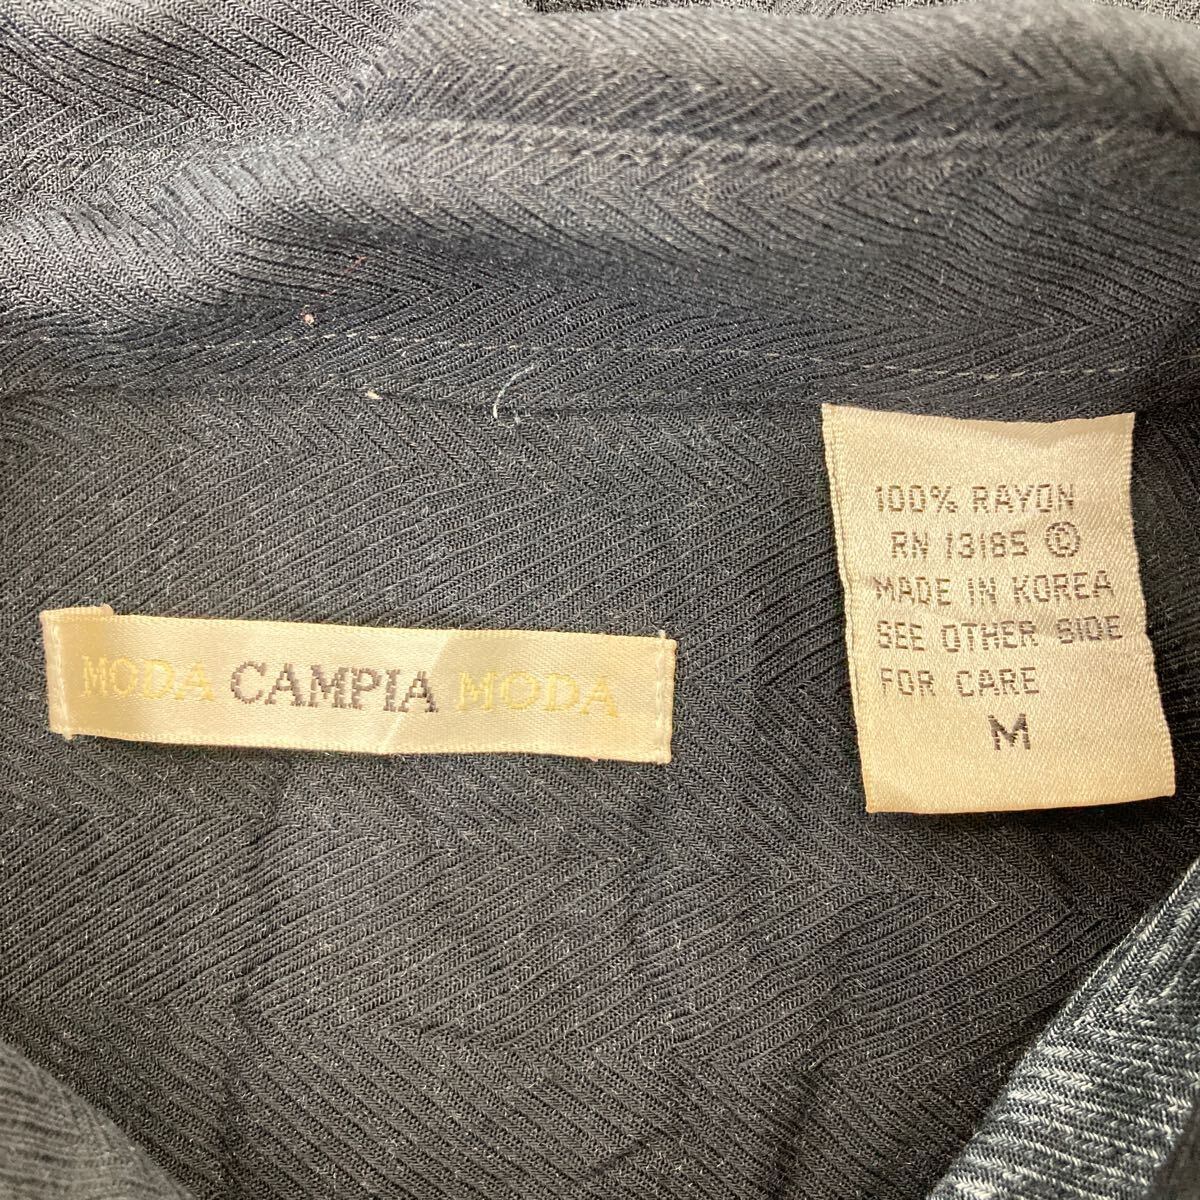 MODA CAMPIA MODA
100% RAYON
RN 13185 ©
MADE IN KOREA
SEE OTHER SIDE
FOR CARE
M